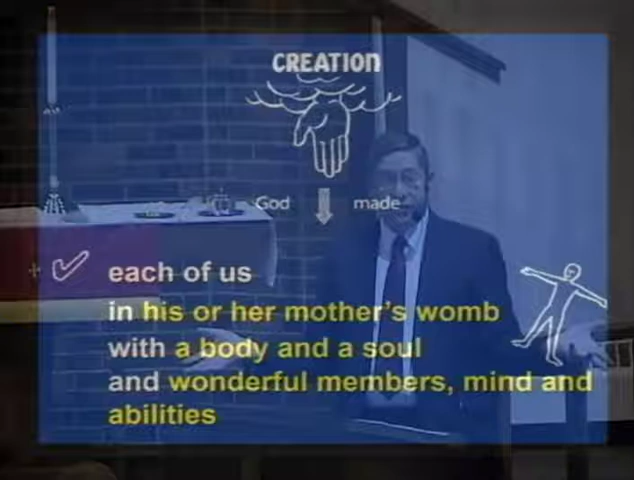 CREATION
God made
each of us
in his or her mother's womb
with a body and a soul
and wonderful members, mind and
abilities